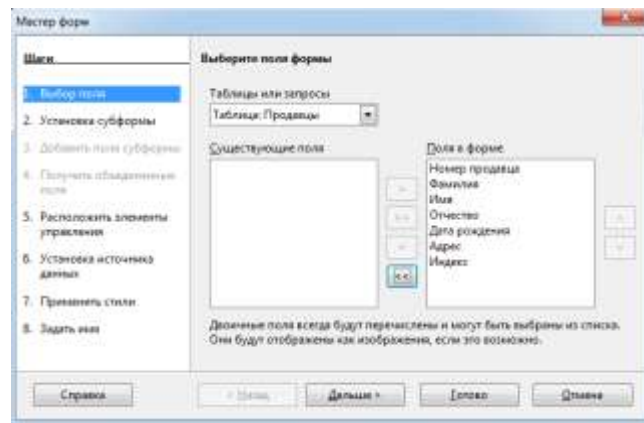 Мастер форм
Шаги
1. Выбор поля
2. Установка субформы
3. Добавить поля субформы
4. Получить объединенные
поля
5. Расположить элементы
управления
6. Установка источника
данных
7. Применить стили
8. Задать имя
Выберите поля формы
Таблицы или запросы
Таблица: Продавцы
Существующие поля
Поля в форме
Номер продавца
Фамилия
Имя
Отчество
Дата рождения
Адрес
Индекс
Двоичные поля всегда будут перечислены и могут быть выбраны из списка.
Они будут отображены как изображения, если это возможно.
Справка
< Назад
Дальше >
Готово
Отмена